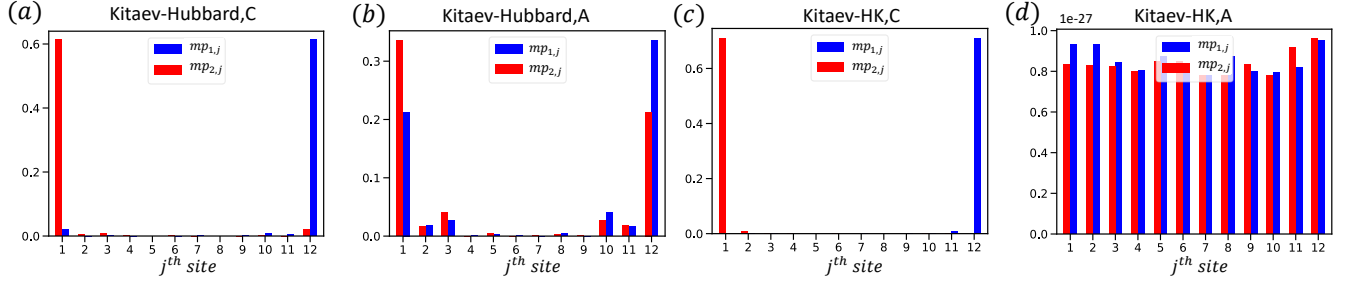 (a) Kitaev-Hubbard,C
0.6
0.4
0.2
0.0
mp1,j
mp2,j
1 2 3 4 5 6 7 8 9 10 11 12
jth site
(b) Kitaev-Hubbard,A
0.3
0.2
0.1
0.0
mp1,j
mp2,j
1 2 3 4 5 6 7 8 9 10 11 12
jth site
(c) Kitaev-HK,C
0.6
0.4
0.2
0.0
mp1,j
mp2,j
1 2 3 4 5 6 7 8 9 10 11 12
jth site
(d) Kitaev-HK,A
1e-27
1.0
0.8
0.6
0.4
0.2
0.0
mp1,j
mp2,j
1 2 3 4 5 6 7 8 9 10 11 12
jth site